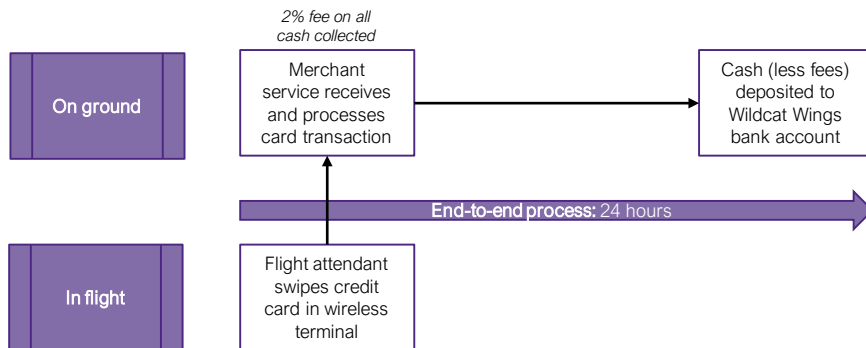 2% fee on all
cash collected
On ground
Merchant
service receives
and processes
card transaction
Cash (less fees)
deposited to
Wildcat Wings
bank account
End-to-end process: 24 hours
In flight
Flight attendant
swipes credit
card in wireless
terminal